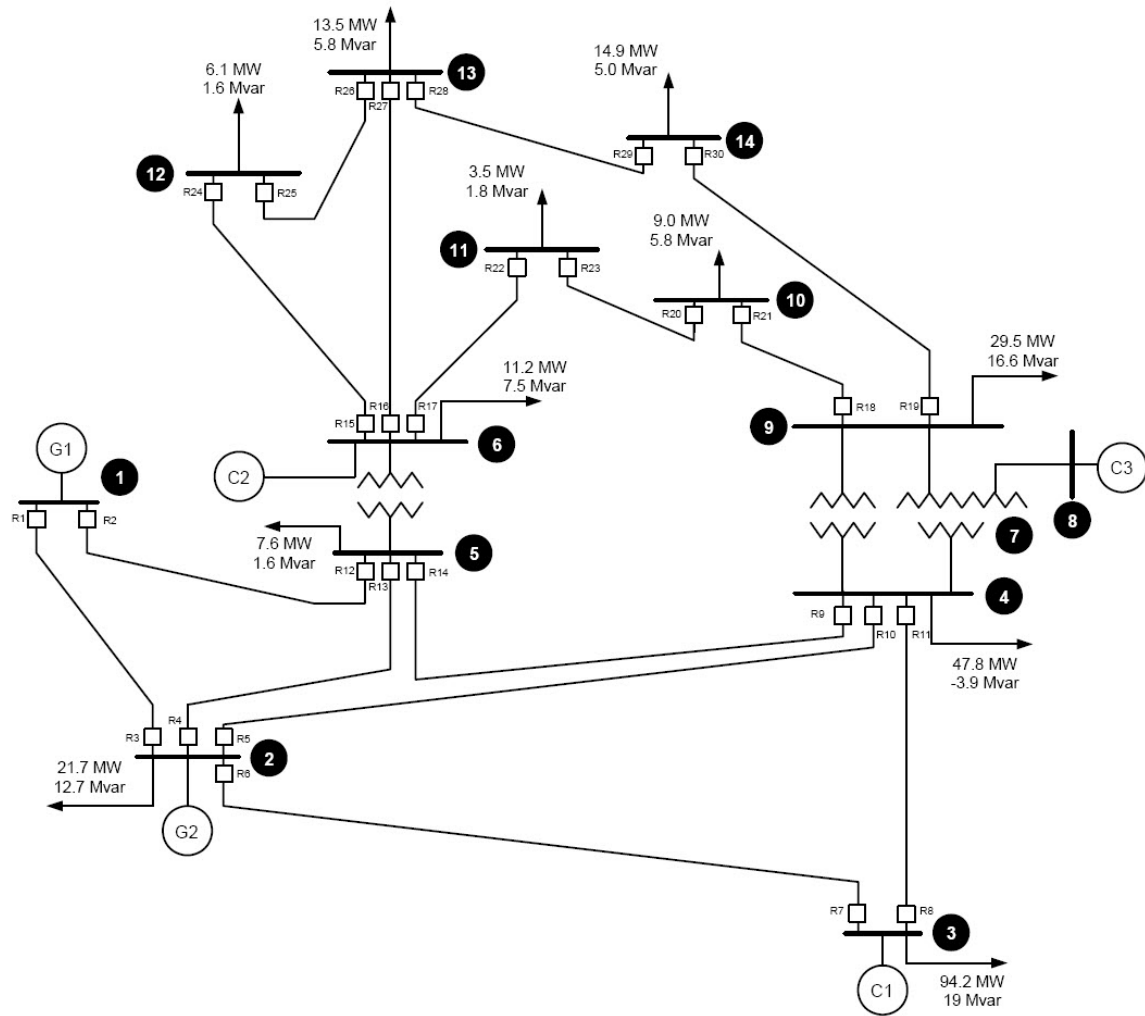 13.5 MW
5.8 Mvar
13
R26
R27
R28
14.9 MW
5.0 Mvar
14
R29
R30
6.1 MW
1.6 Mvar
12
R24
R25
3.5 MW
1.8 Mvar
11
R22
R23
9.0 MW
5.8 Mvar
10
R20
R21
29.5 MW
16.6 Mvar
11.2 MW
7.5 Mvar
R15
R16
R17
6
C2
R18
R19
9
C3
8
7
G1
1
R1
R2
7.6 MW
1.6 Mvar
5
R12
R13
R14
4
R9
R10
R11
47.8 MW
-3.9 Mvar
R3
R4
R5
R6
2
21.7 MW
12.7 Mvar
G2
R7
R8
3
C1
94.2 MW
19 Mvar